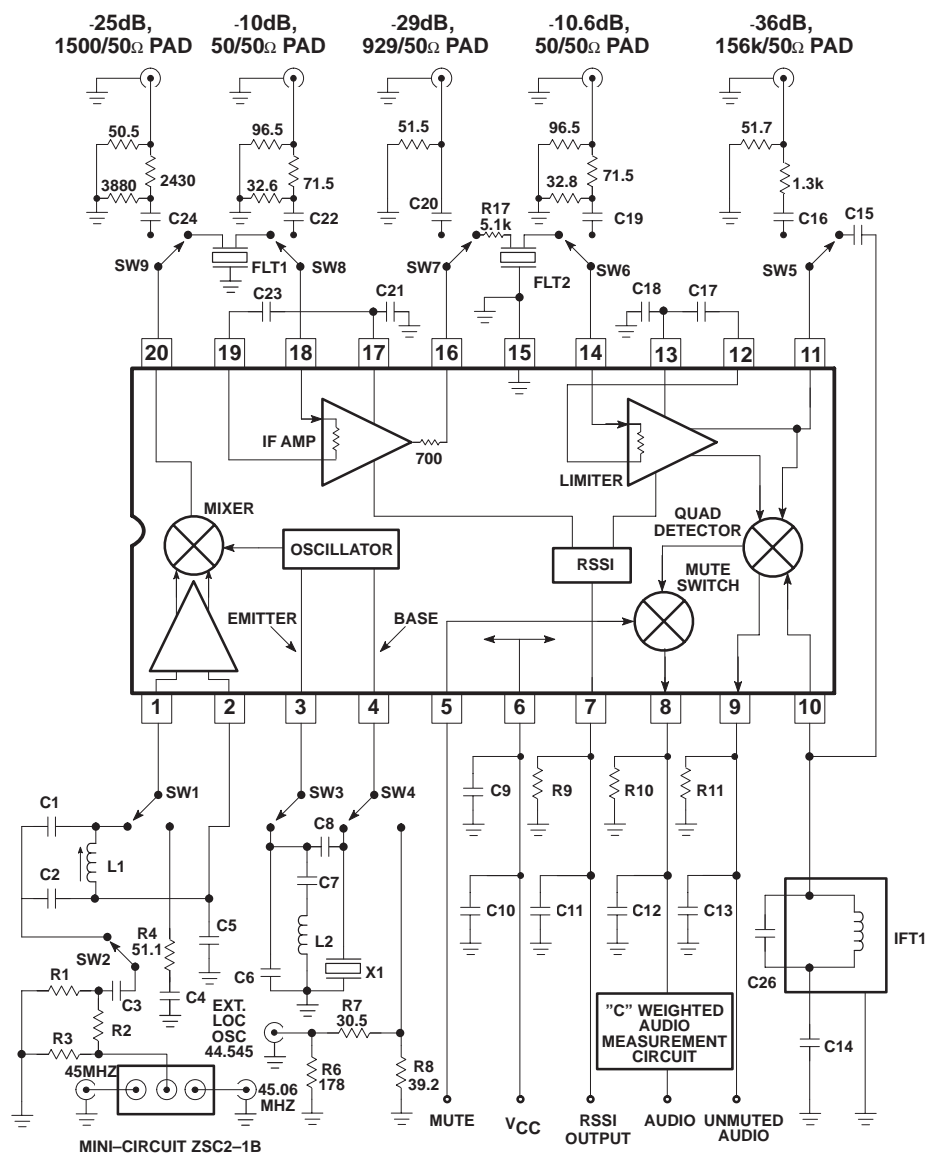 -25dB,
1500/50Ω PAD
-10dB,
50/50Ω PAD
-29dB,
929/50Ω PAD
-10.6dB,
50/50Ω PAD
-36dB,
156k/50Ω PAD
50.5
2430
3880
C24
96.5
71.5
32.6
C22
51.5
C20
R17
5.1k
96.5
71.5
32.8
C19
51.7
1.3k
C16
C15
SW9
FLT1
SW8
SW7
FLT2
SW6
SW5
C23
C21
C18
C17
20
19
18
17
16
15
14
13
12
11
IF AMP
700
LIMITER
MIXER
OSCILLATOR
RSSI
QUAD
DETECTOR
MUTE
SWITCH
EMITTER
BASE
1
2
3
4
5
6
7
8
9
10
SW1
SW3
SW4
C9
R9
R10
R11
C1
L1
C2
C8
C7
L2
C5
C10
C11
C12
C13
IFT1
C26
SW2
R4
51.1
C6
X1
R1
C3
C4
R2
R3
EXT.
LOC
OSC
44.545
R7
30.5
R6
178
R8
39.2
"C" WEIGHTED
AUDIO
MEASUREMENT
CIRCUIT
C14
45MHZ
45.06
MHZ
MINI–CIRCUIT ZSC2–1B
MUTE
VCC
RSSI
OUTPUT
AUDIO
UNMUTED
AUDIO